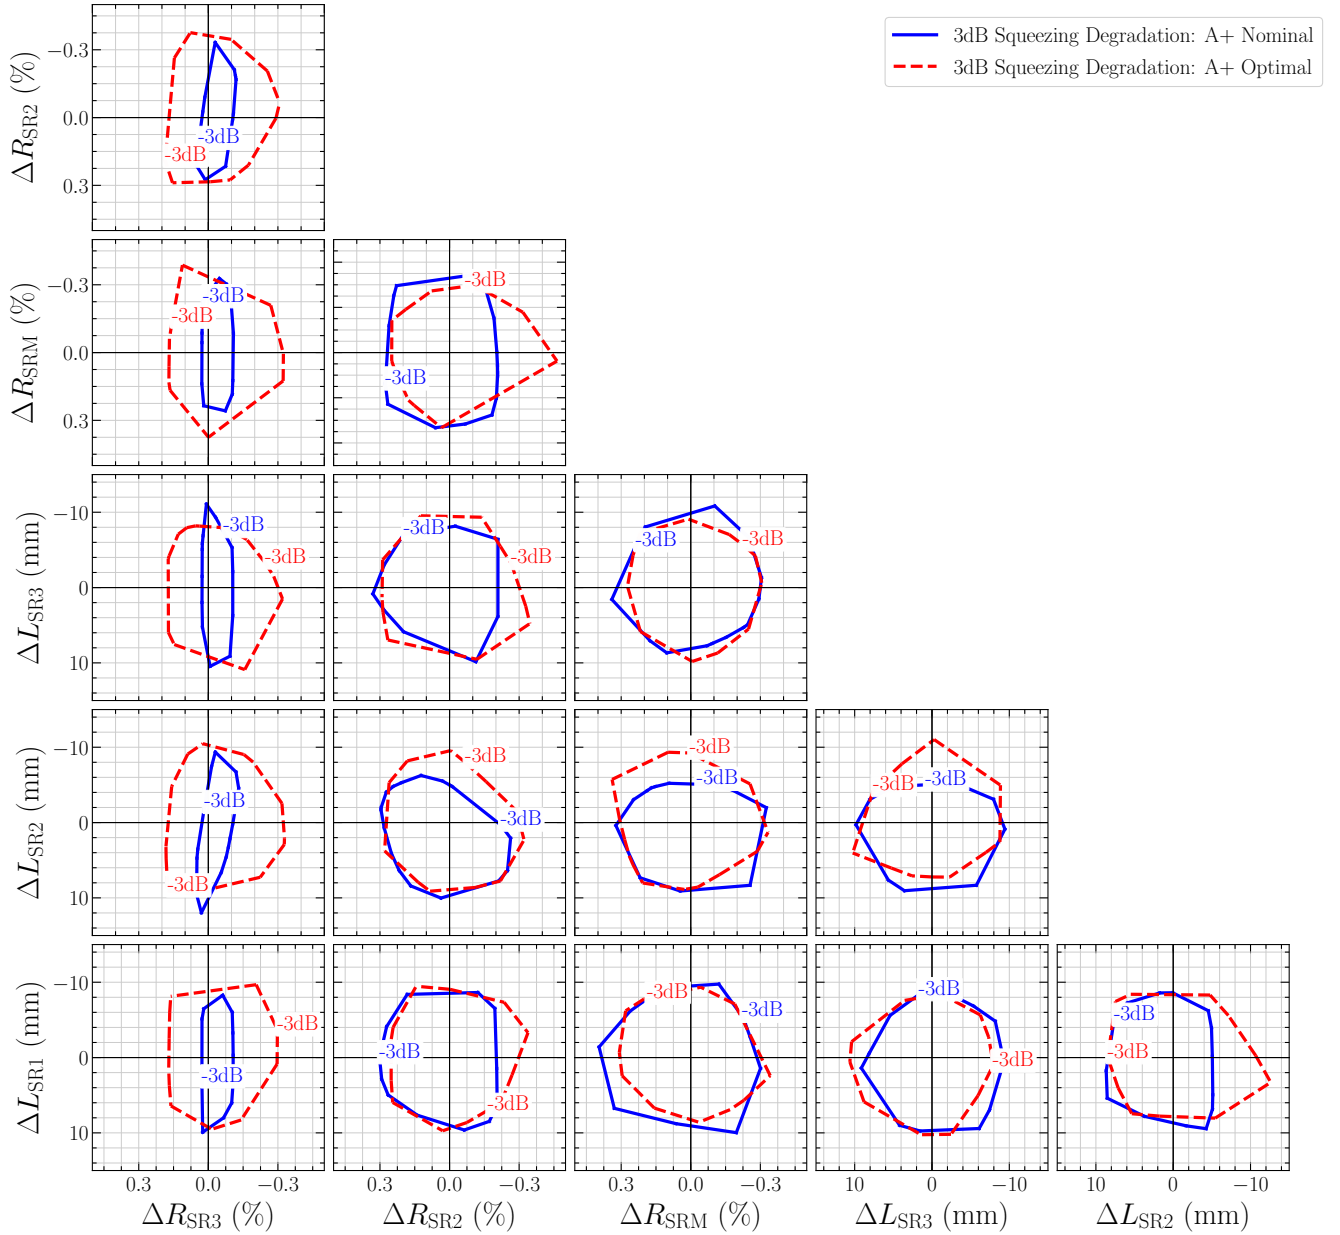 3dB Squeezing Degradation: A+ Nominal
3dB Squeezing Degradation: A+ Optimal
ΔR_SR2 (%)
−0.3
0.0
0.3
-3dB
-3dB
ΔR_SRM (%)
−0.3
0.0
0.3
-3dB
-3dB
-3dB
-3dB
ΔL_SR3 (mm)
−10
0
10
-3dB
-3dB
-3dB
-3dB
-3dB
-3dB
ΔL_SR2 (mm)
−10
0
10
-3dB
-3dB
-3dB
-3dB
-3dB
-3dB
-3dB
-3dB
ΔL_SR1 (mm)
−10
0
10
-3dB
-3dB
-3dB
-3dB
-3dB
-3dB
-3dB
-3dB
-3dB
-3dB
0.3 0.0 −0.3 0.3 0.0 −0.3 0.3 0.0 −0.3 10 0 −10 10 0 −10
ΔR_SR3 (%) ΔR_SR2 (%) ΔR_SRM (%) ΔL_SR3 (mm) ΔL_SR2 (mm)